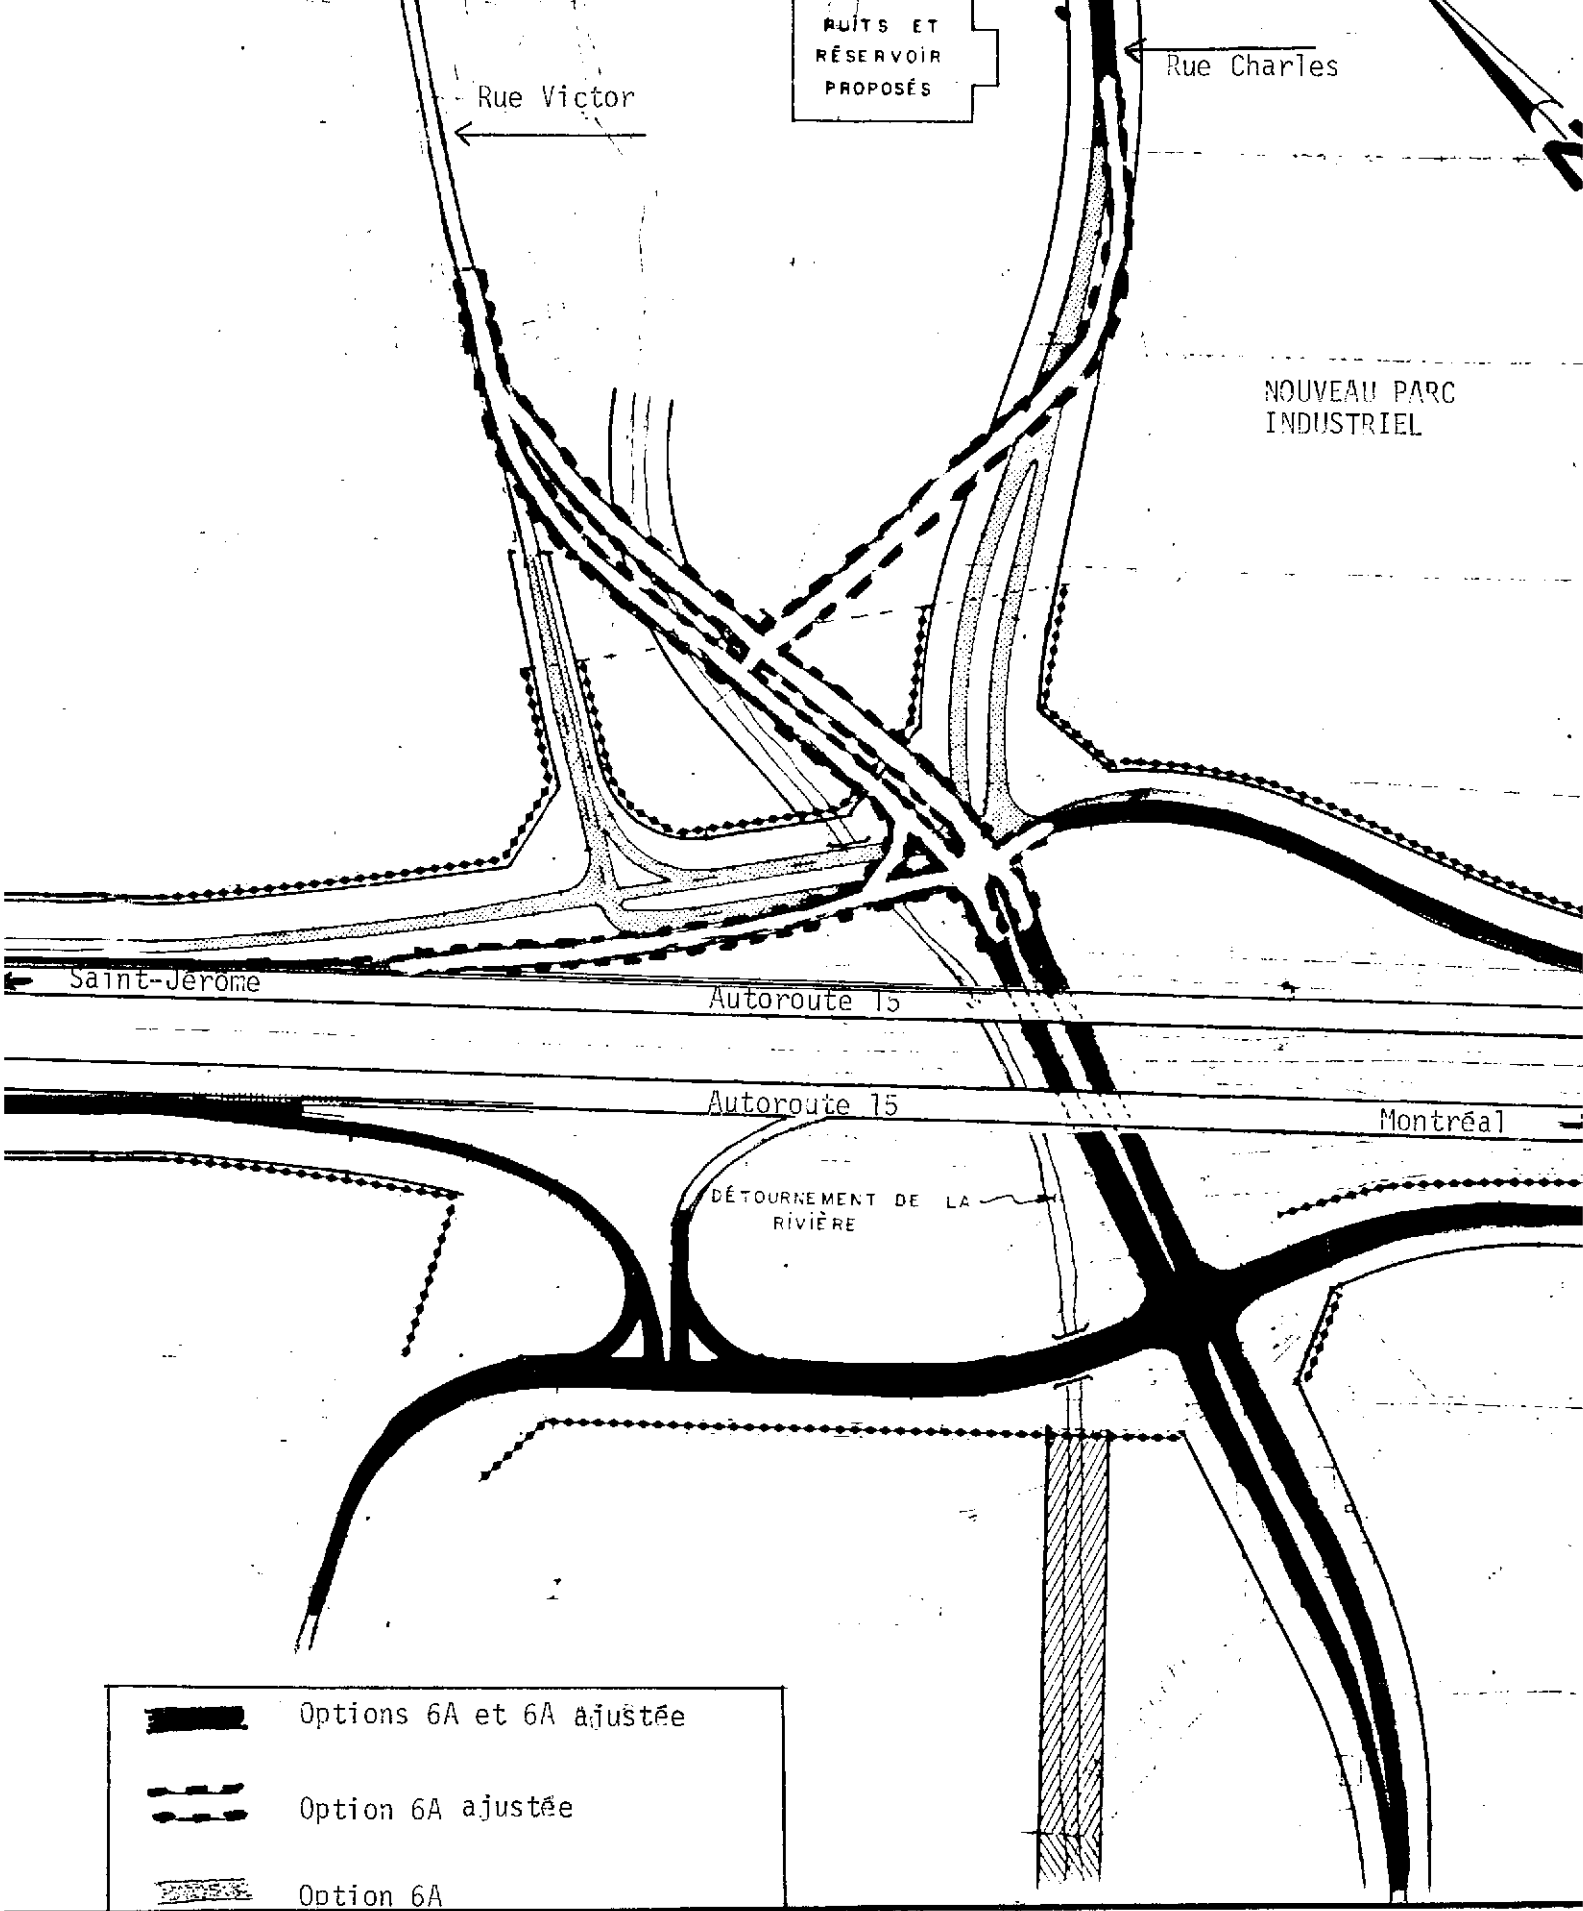 PUITS ET
RÉSERVOIR
PROPOSÉS
Rue Charles
Rue Victor
NOUVEAU PARC
INDUSTRIEL
Saint-Jérôme
Autoroute 15
Autoroute 15
Montréal
DÉTOURNEMENT DE LA
RIVIÈRE
Options 6A et 6A ajustée
Option 6A ajustée
Option 6A